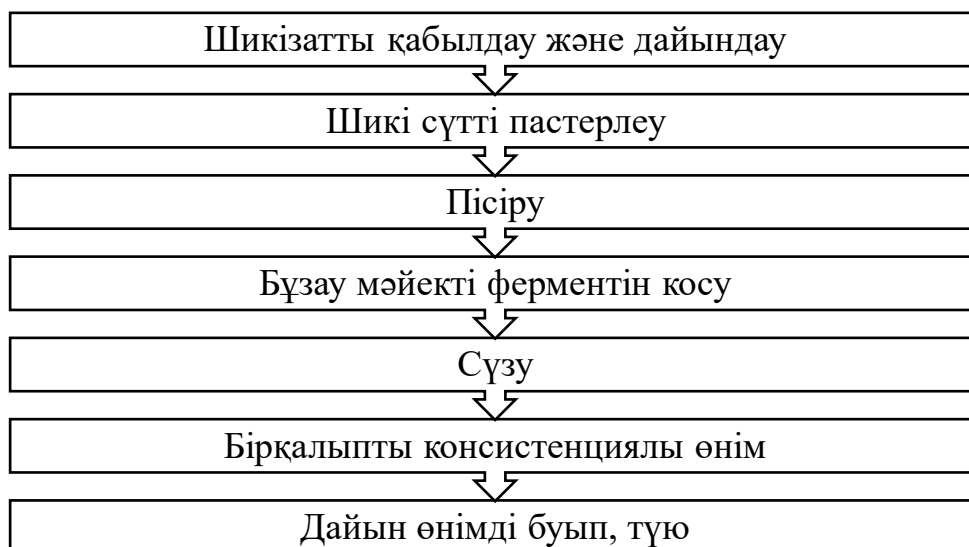 Шикізатты қабылдау және дайындау
Шикі сүтті пастерлеу
Пісіру
Бұзау мәйекті ферментін косу
Сүзу
Бірқалыпты консистенциялы өнім
Дайын өнімді буып, түю